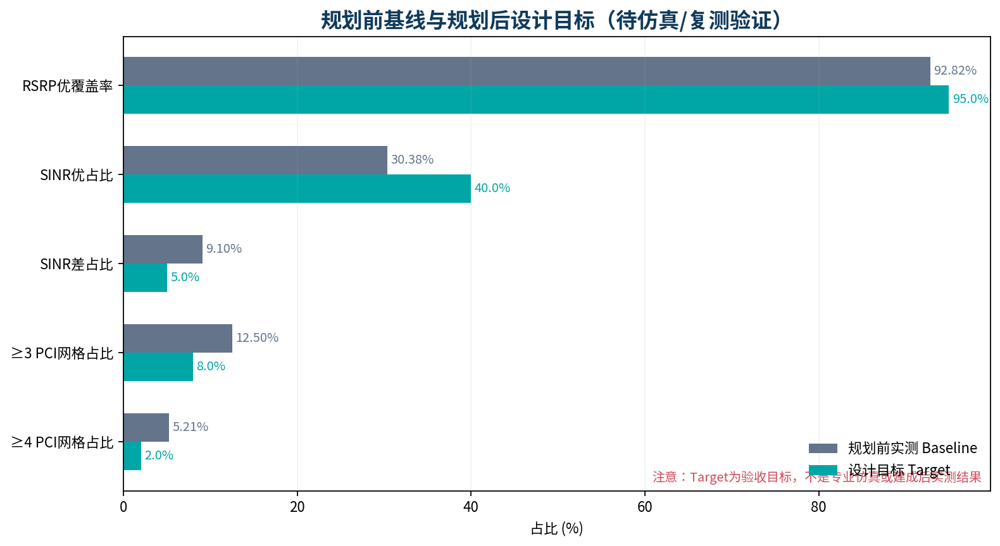 规划前基线与规划后设计目标（待仿真/复测验证）
RSRP优覆盖率
92.82%
95.0%
SINR优占比
30.38%
40.0%
SINR差占比
9.10%
5.0%
≥3 PCI网格占比
12.50%
8.0%
≥4 PCI网格占比
5.21%
2.0%
规划前实测 Baseline
设计目标 Target
注意：Target为验收目标，不是专业仿真或建成后实测结果
0 20 40 60 80
占比 (%)